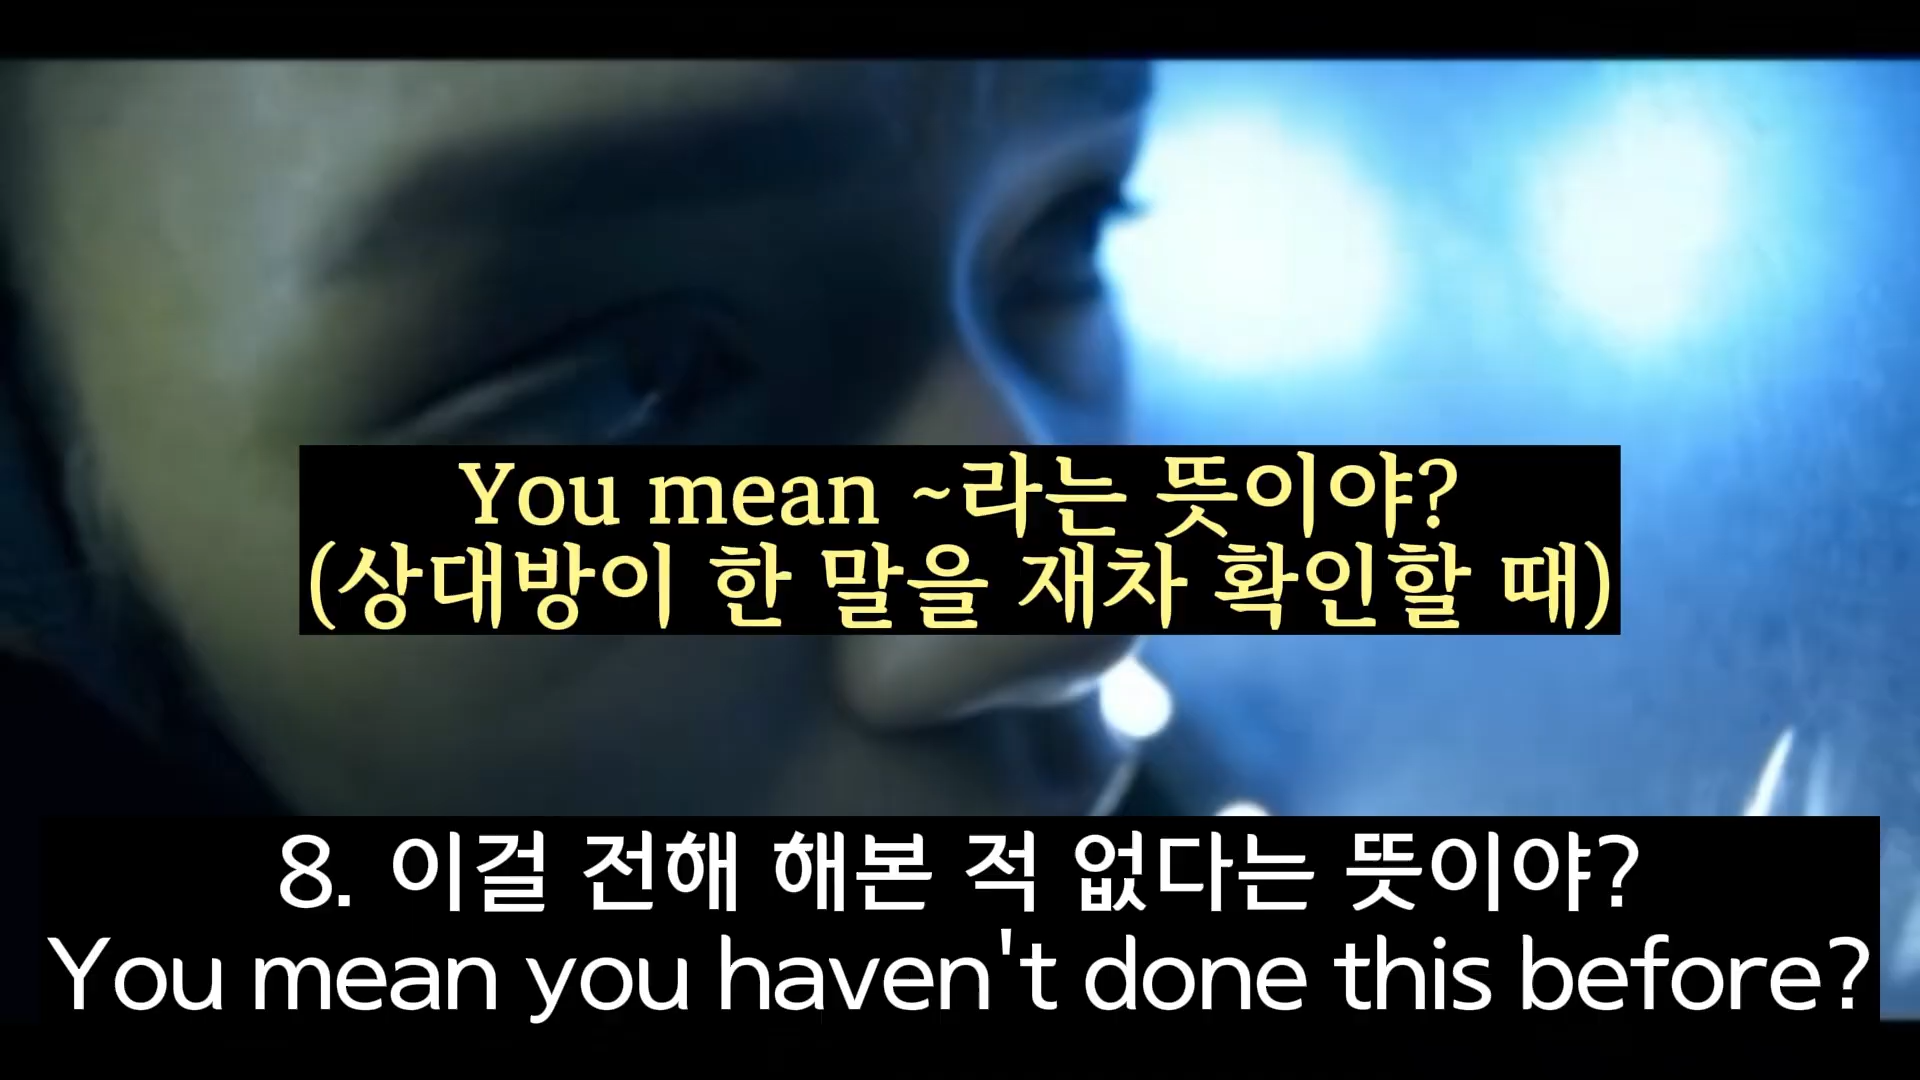 You mean ~라는 뜻이야?
(상대방이 한 말을 재차 확인할 때)
8. 이걸 전해 해본 적 없다는 뜻이야?
You mean you haven't done this before?